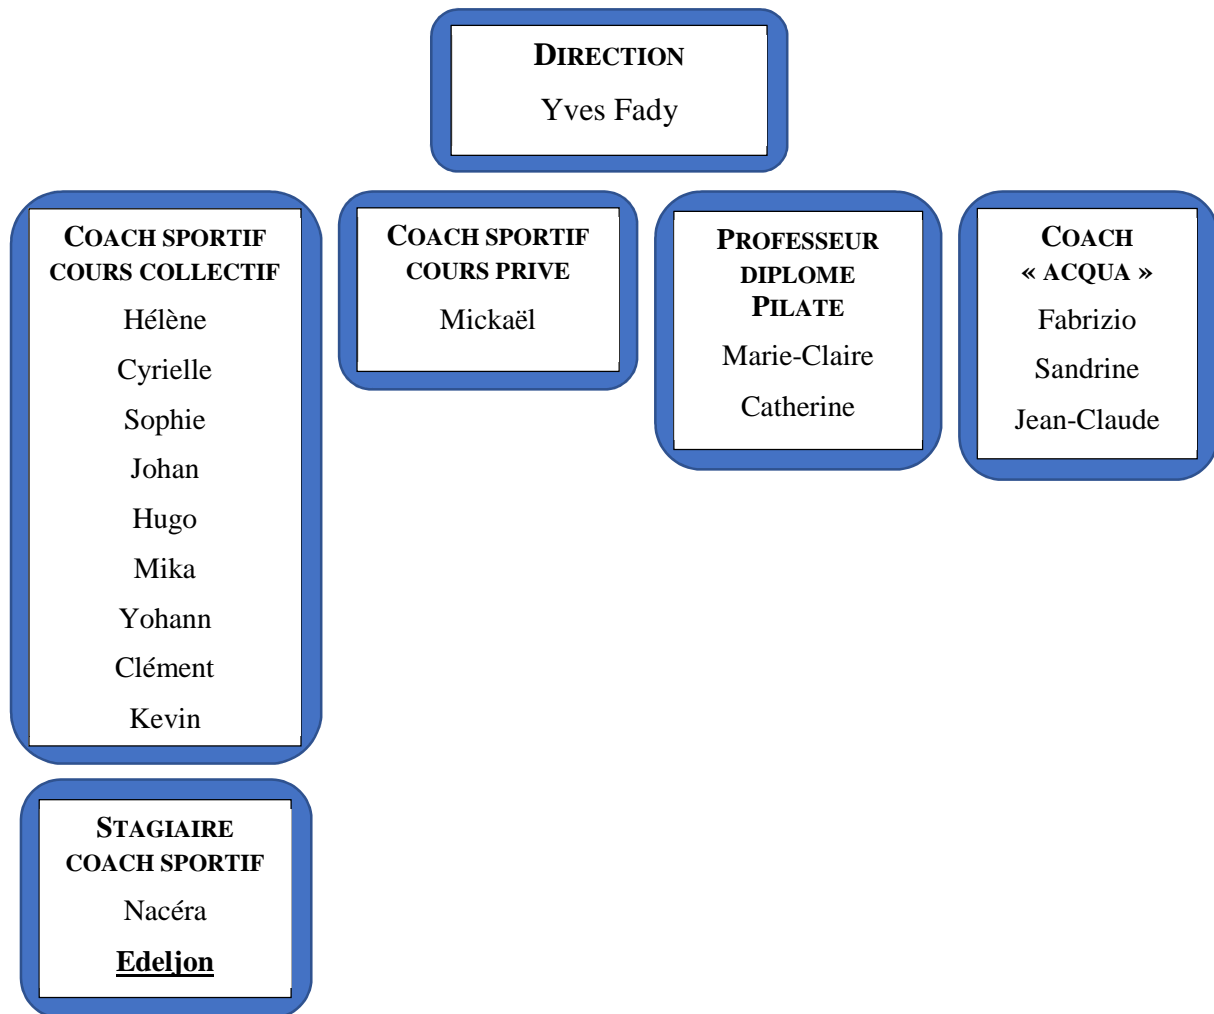 DIRECTION
Yves Fady
COACH SPORTIF
COURS COLLECTIF
Hélène
Cyrielle
Sophie
Johan
Hugo
Mika
Yohann
Clément
Kevin
COACH SPORTIF
COURS PRIVE
Mickaël
PROFESSEUR
DIPLOME
PILATE
Marie-Claire
Catherine
COACH
« ACQUA »
Fabrizio
Sandrine
Jean-Claude
STAGIAIRE
COACH SPORTIF
Nacéra
Edeljon